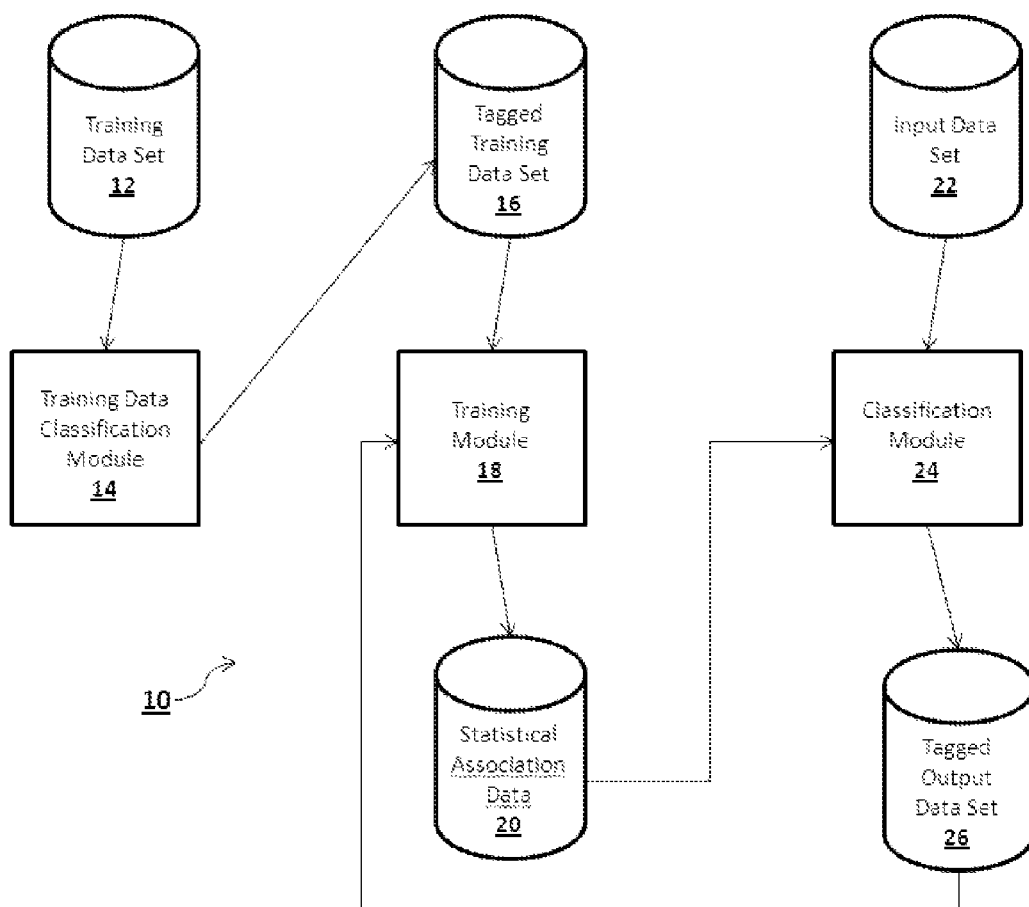 Training
Data Set
12
Tagged
Training
Data Set
16
Input Data
Set
22
Training Data
Classification
Module
14
Training
Module
18
Classification
Module
24
10
Statistical
Association
Data
20
Tagged
Output
Data Set
26